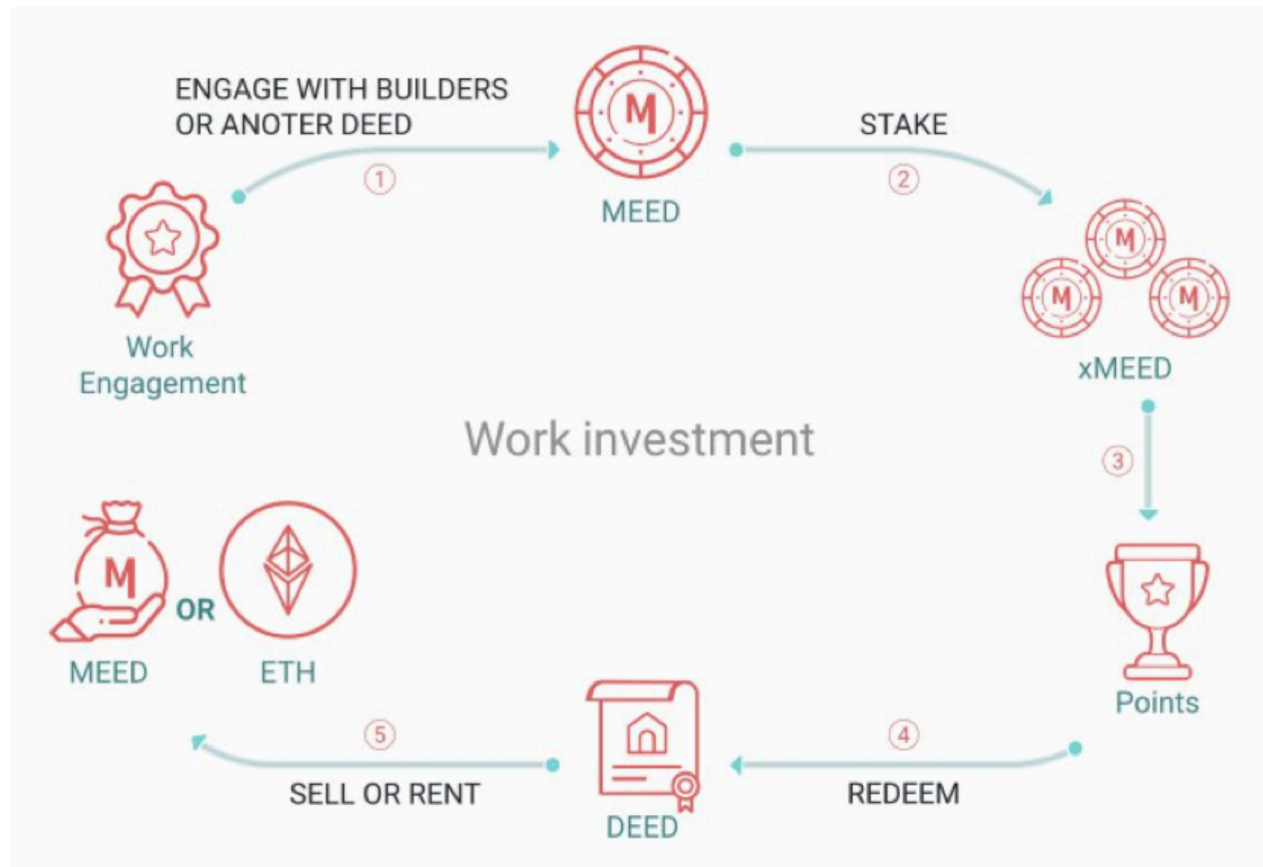 ENGAGE WITH BUILDERS
OR ANOTER DEED
1
M
MEED
STAKE
2
M
M
M
xMEED
Work
Engagement
Work investment
3
M
OR
MEED
ETH
Points
5
SELL OR RENT
DEED
4
REDEEM